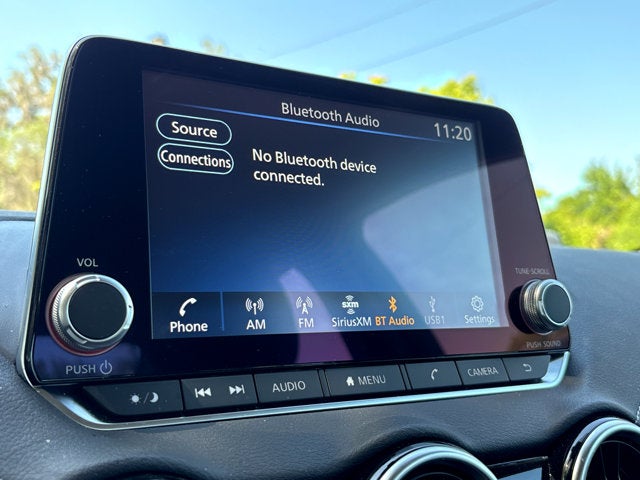 Bluetooth Audio
11:20
Source
Connections
No Bluetooth device
connected.
VOL
TUNE·SCROLL
Phone
AM
FM
sxm
SiriusXM
BT Audio
USB1
Settings
PUSH
PUSH SOUND
AUDIO
MENU
CAMERA